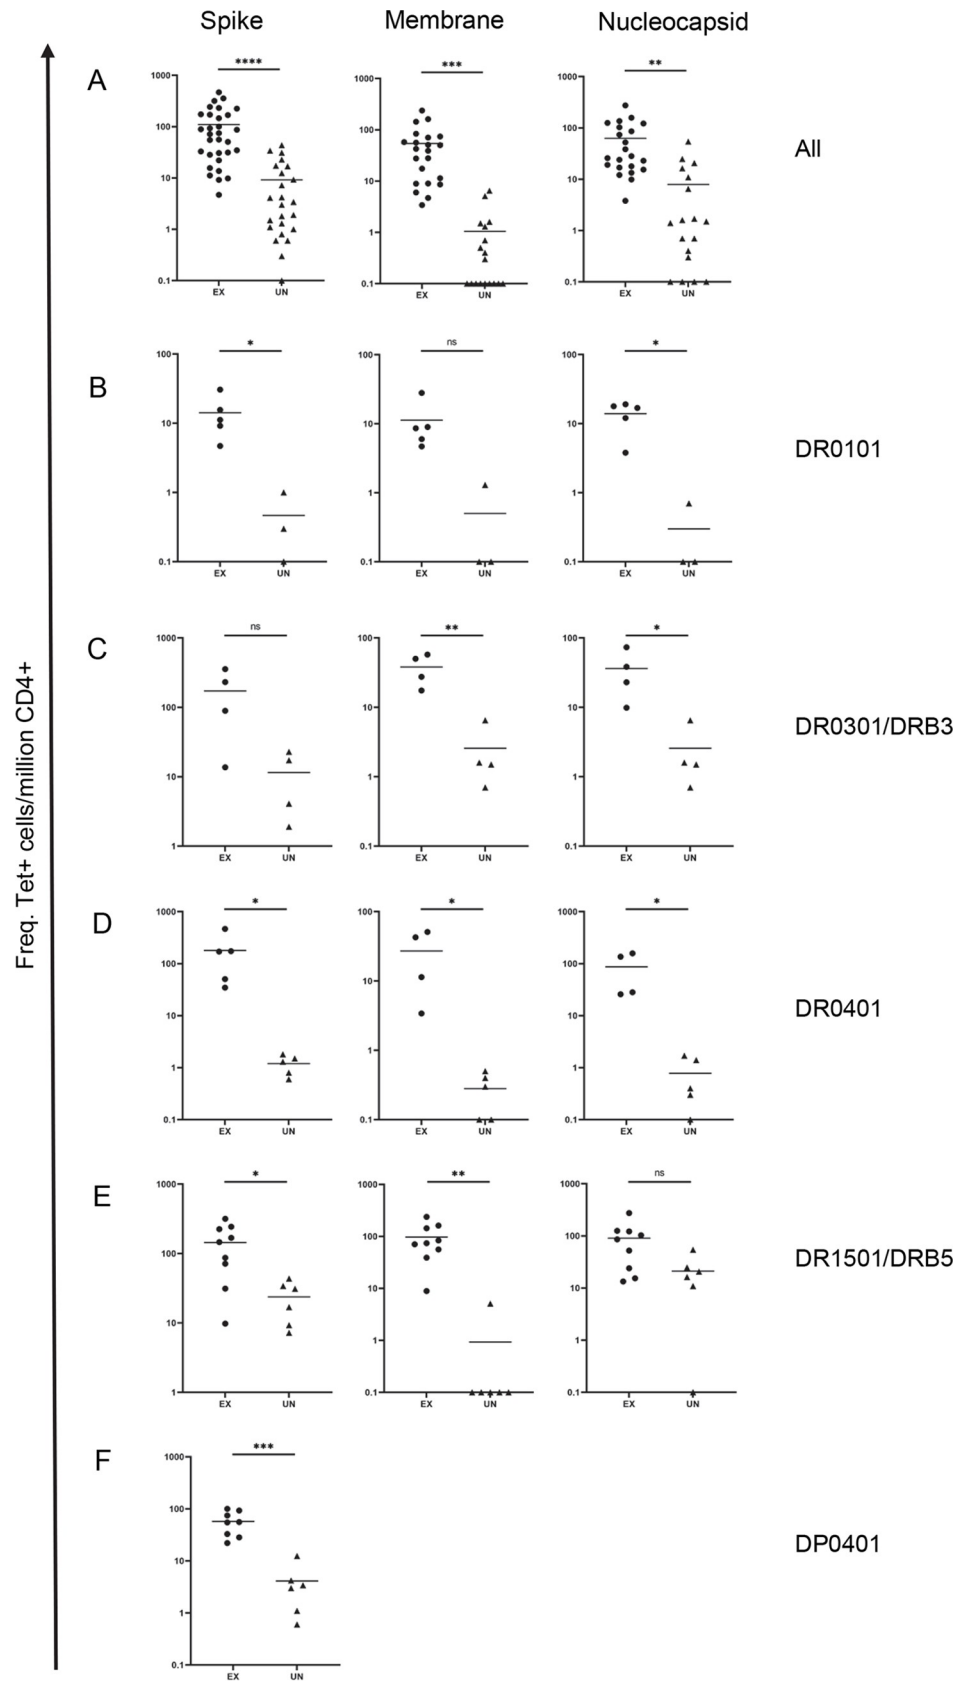 Spike Membrane Nucleocapsid
A
**** *** **
1000 1000 1000
100 100 100
10 10 10
1 1 1
0.1 0.1 0.1
EX UN EX UN EX UN
All
B
* ns *
100 100 100
10 10 10
1 1 1
0.1 0.1 0.1
EX UN EX UN EX UN
DR0101
C
ns ** *
1000 100 100
100 10 10
10 1 1
1 0.1 0.1
EX UN EX UN EX UN
DR0301/DRB3
Freq. Tet+ cells/million CD4+
D
* * *
1000 100 1000
100 10 100
10 1 10
1 0.1 1
0.1 0.1
EX UN EX UN EX UN
DR0401
E
* ** ns
1000 1000 1000
100 100 100
10 10 10
1 1 1
0.1 0.1
EX UN EX UN EX UN
DR1501/DRB5
F
***
1000
100
10
1
0.1
EX UN
DP0401